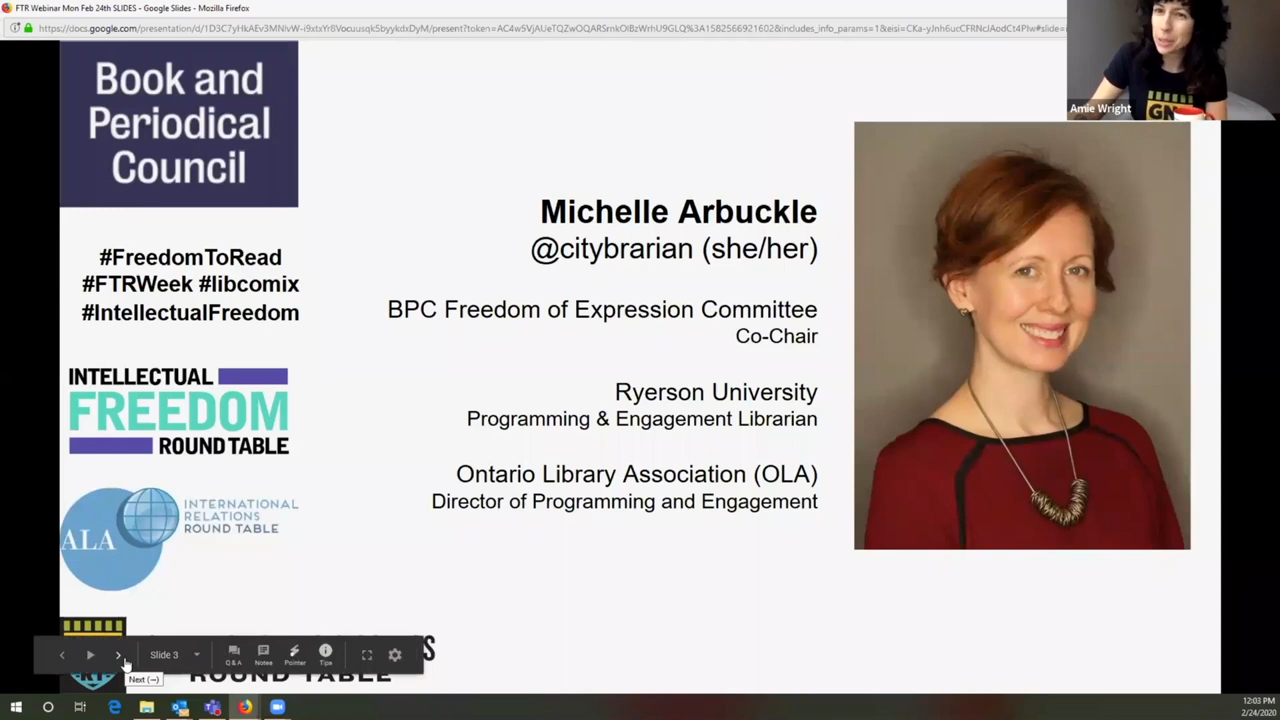 FTR Webinar Mon Feb 24th SLIDES - Google Slides - Mozilla Firefox
Book and
Periodical
Council
#FreedomToRead
#FTRWeek #libcomix
#IntellectualFreedom
INTELLECTUAL
FREEDOM
ROUND TABLE
ALA
INTERNATIONAL
RELATIONS
ROUND TABLE
ROUND TABLE
Michelle Arbuckle
@citybrarian (she/her)
BPC Freedom of Expression Committee
Co-Chair
Ryerson University
Programming & Engagement Librarian
Ontario Library Association (OLA)
Director of Programming and Engagement
Amie Wright
Slide 3
Q & A
Notes
Pointer
Tips
Next (→)
12:03 PM
2/24/2020